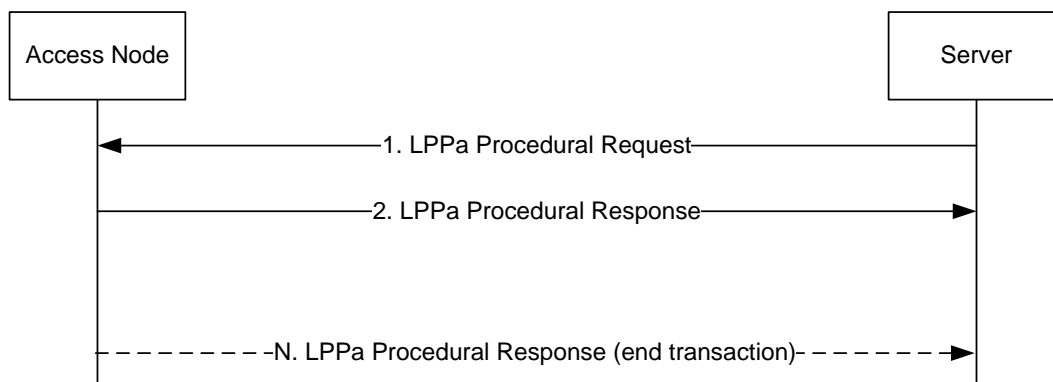 Access Node
Server
1. LPPa Procedural Request
2. LPPa Procedural Response
N. LPPa Procedural Response (end transaction)